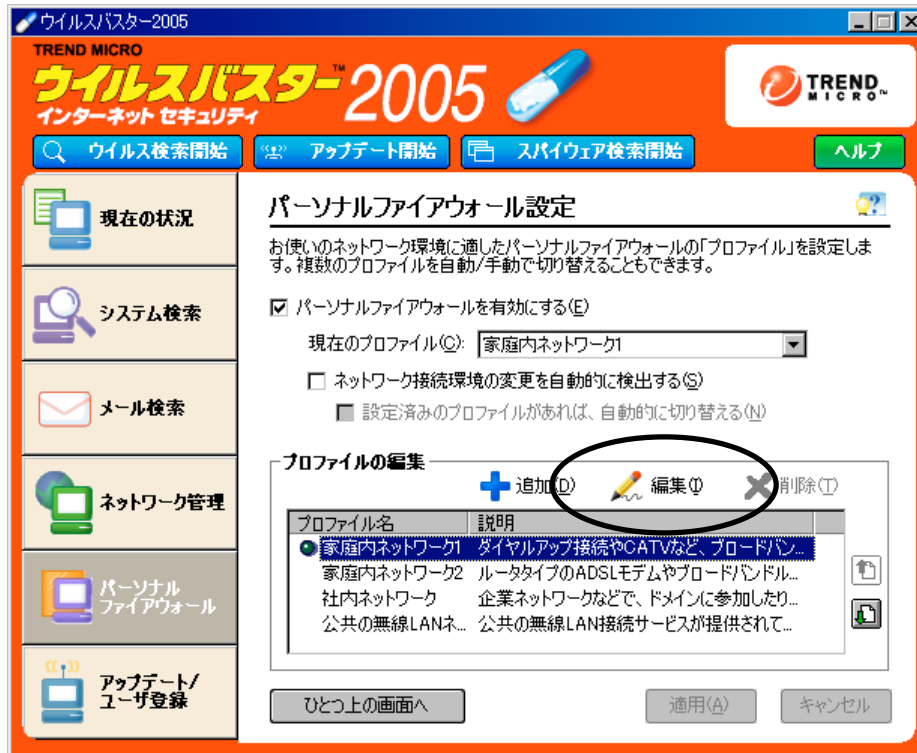 ウイルスバスター2005
TREND MICRO
ウイルスバスター™ 2005
インターネット セキュリティ
TREND MICRO™
ウイルス検索開始
アップデート開始
スパイウェア検索開始
ヘルプ
現在の状況
システム検索
メール検索
ネットワーク管理
パーソナル
ファイアウォール
アップデート/
ユーザ登録
パーソナルファイアウォール設定
お使いのネットワーク環境に適したパーソナルファイアウォールの「プロファイル」を設定しま
す。複数のプロファイルを自動/手動で切り替えることもできます。
パーソナルファイアウォールを有効にする(E)
現在のプロファイル(C): 家庭内ネットワーク1
ネットワーク接続環境の変更を自動的に検出する(S)
設定済みのプロファイルがあれば、自動的に切り替える(N)
プロファイルの編集
追加(D) 編集(I) 削除(T)
プロファイル名 説明
家庭内ネットワーク1 ダイヤルアップ接続やCATVなど、ブロードバン...
家庭内ネットワーク2 ルータタイプのADSLモデムやブロードバンドル...
社内ネットワーク 企業ネットワークなどで、ドメインに参加したり...
公共の無線LANネ... 公共の無線LAN接続サービスが提供されて...
ひとつ上の画面へ
適用(A)
キャンセル